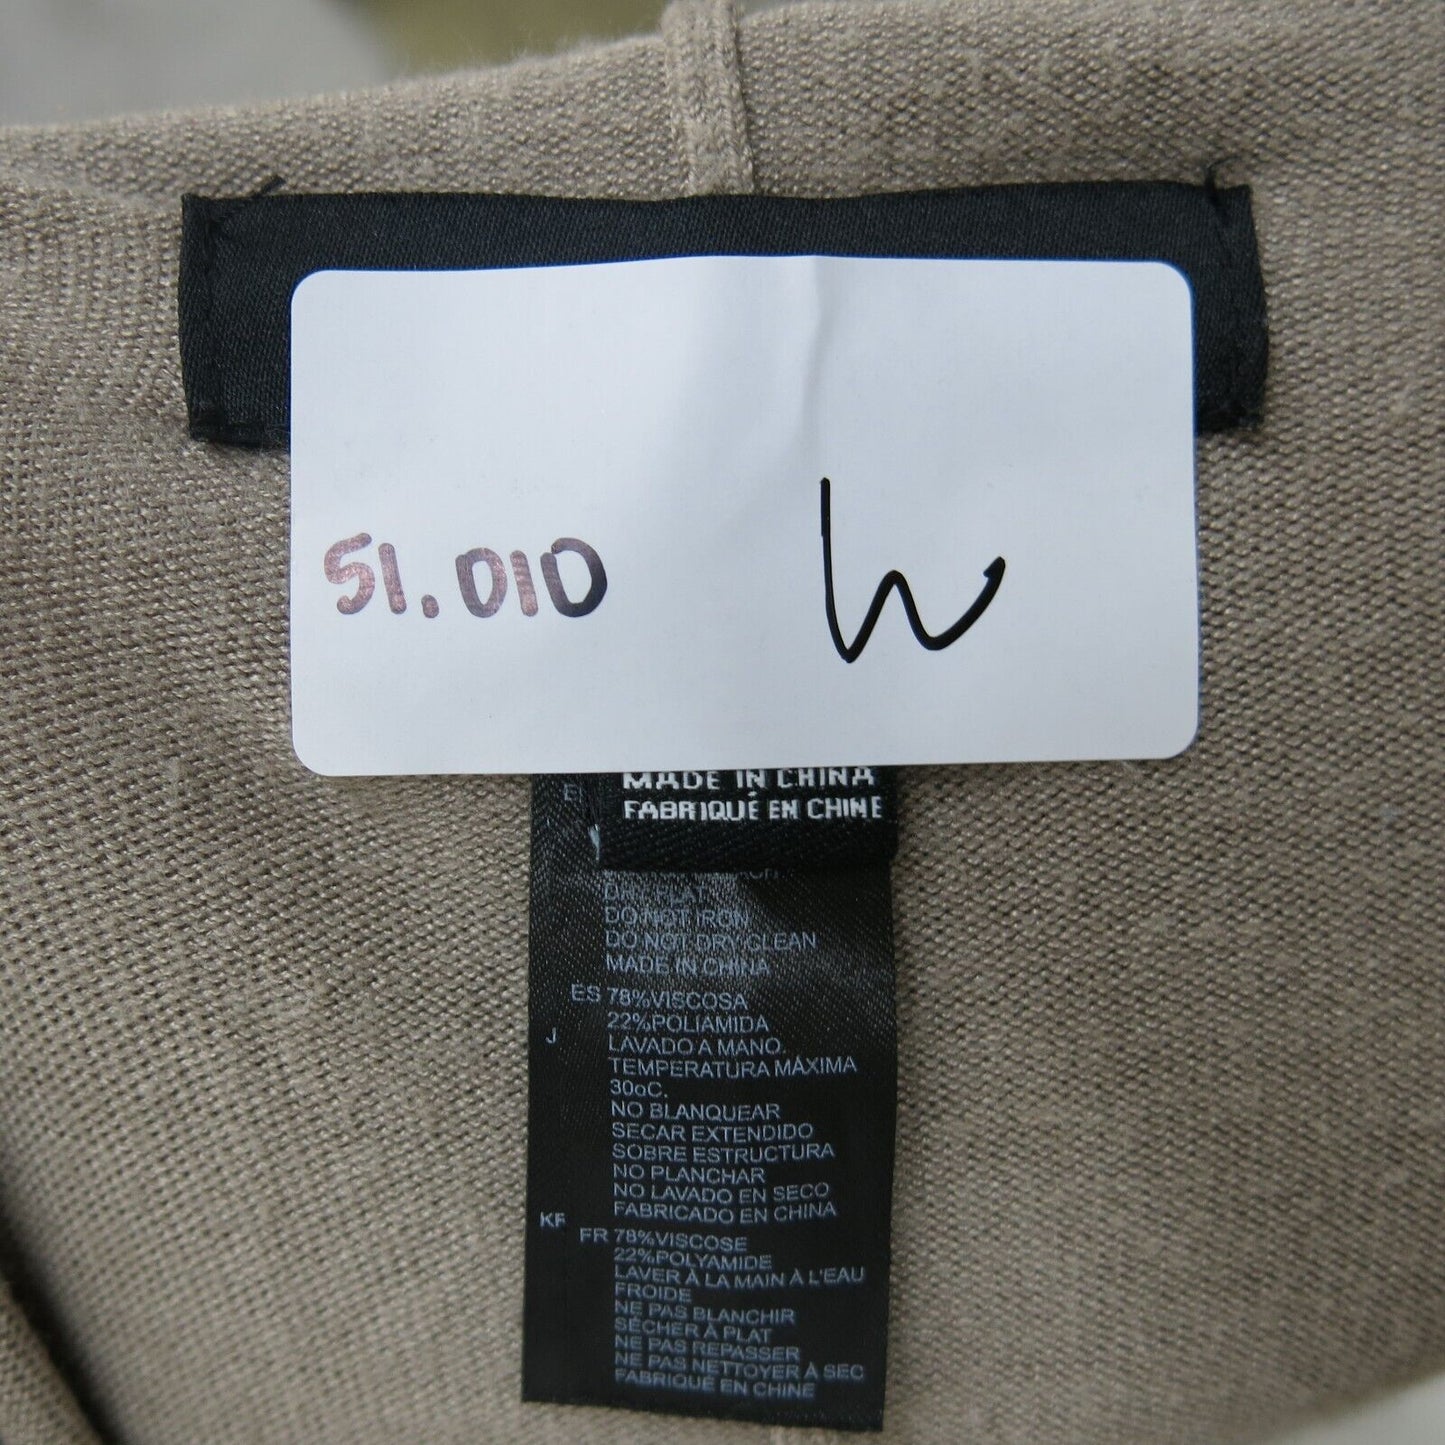 51.010 W
MADE IN CHINA
FABRIQUÉ EN CHINE
E
DRY FLAT
DO NOT IRON
DO NOT DRY CLEAN
MADE IN CHINA
ES 78%VISCOSA
22%POLIAMIDA
J
LAVADO A MANO.
TEMPERATURA MÁXIMA
30oC.
NO BLANQUEAR
SECAR EXTENDIDO
SOBRE ESTRUCTURA
NO PLANCHAR
NO LAVADO EN SECO
FABRICADO EN CHINA
KF
FR 78%VISCOSE
22%POLYAMIDE
LAVER À LA MAIN À L'EAU
FROIDE
NE PAS BLANCHIR
SÉCHER À PLAT
NE PAS REPASSER
NE PAS NETTOYER À SEC
FABRIQUÉ EN CHINE